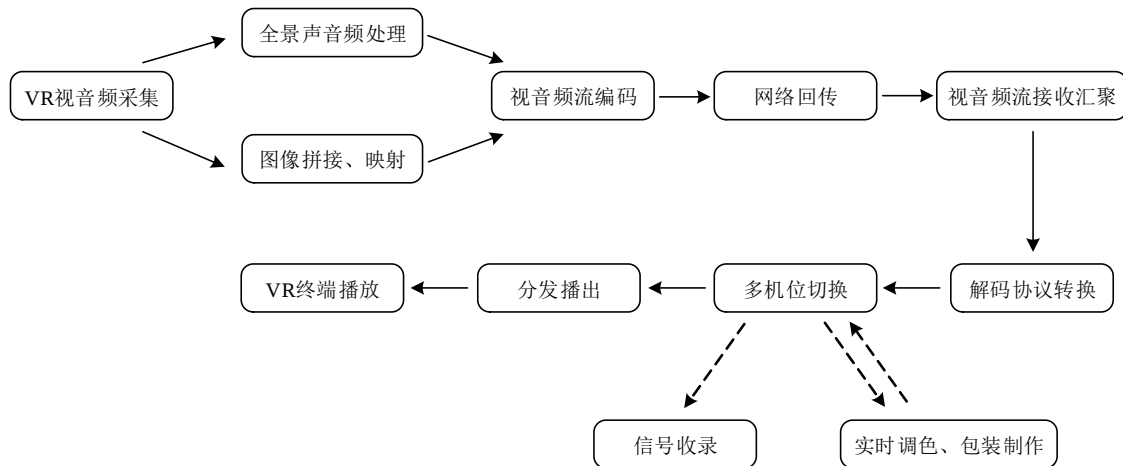 全景声音频处理
VR视音频采集
视音频流编码
网络回传
视音频流接收汇聚
图像拼接、映射
VR终端播放
分发播出
多机位切换
解码协议转换
信号收录
实时调色、包装制作